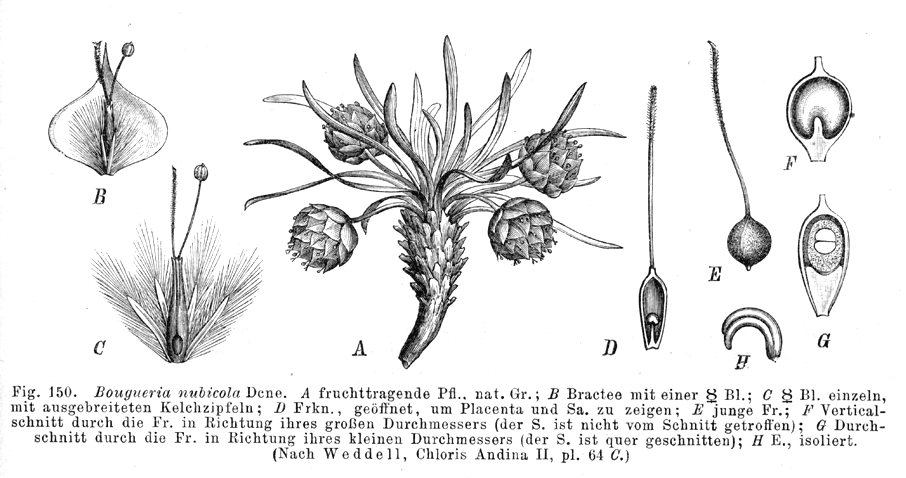 B
C
A
D
E
F
G
H
Fig. 150. Bougueria nubicola Dcne. A fruchttragende Pfl., nat. Gr.; B Bractee mit einer ☿ Bl.; C ☿ Bl. einzeln,
mit ausgebreiteten Kelchzipfeln; D Frkn., geöffnet, um Placenta und Sa. zu zeigen; E junge Fr.; F Vertical-
schnitt durch die Fr. in Richtung ihres großen Durchmessers (der S. ist nicht vom Schnitt getroffen); G Durch-
schnitt durch die Fr. in Richtung ihres kleinen Durchmessers (der S. ist quer geschnitten); H E., isoliert.
(Nach Weddell, Chloris Andina II, pl. 64 C.)